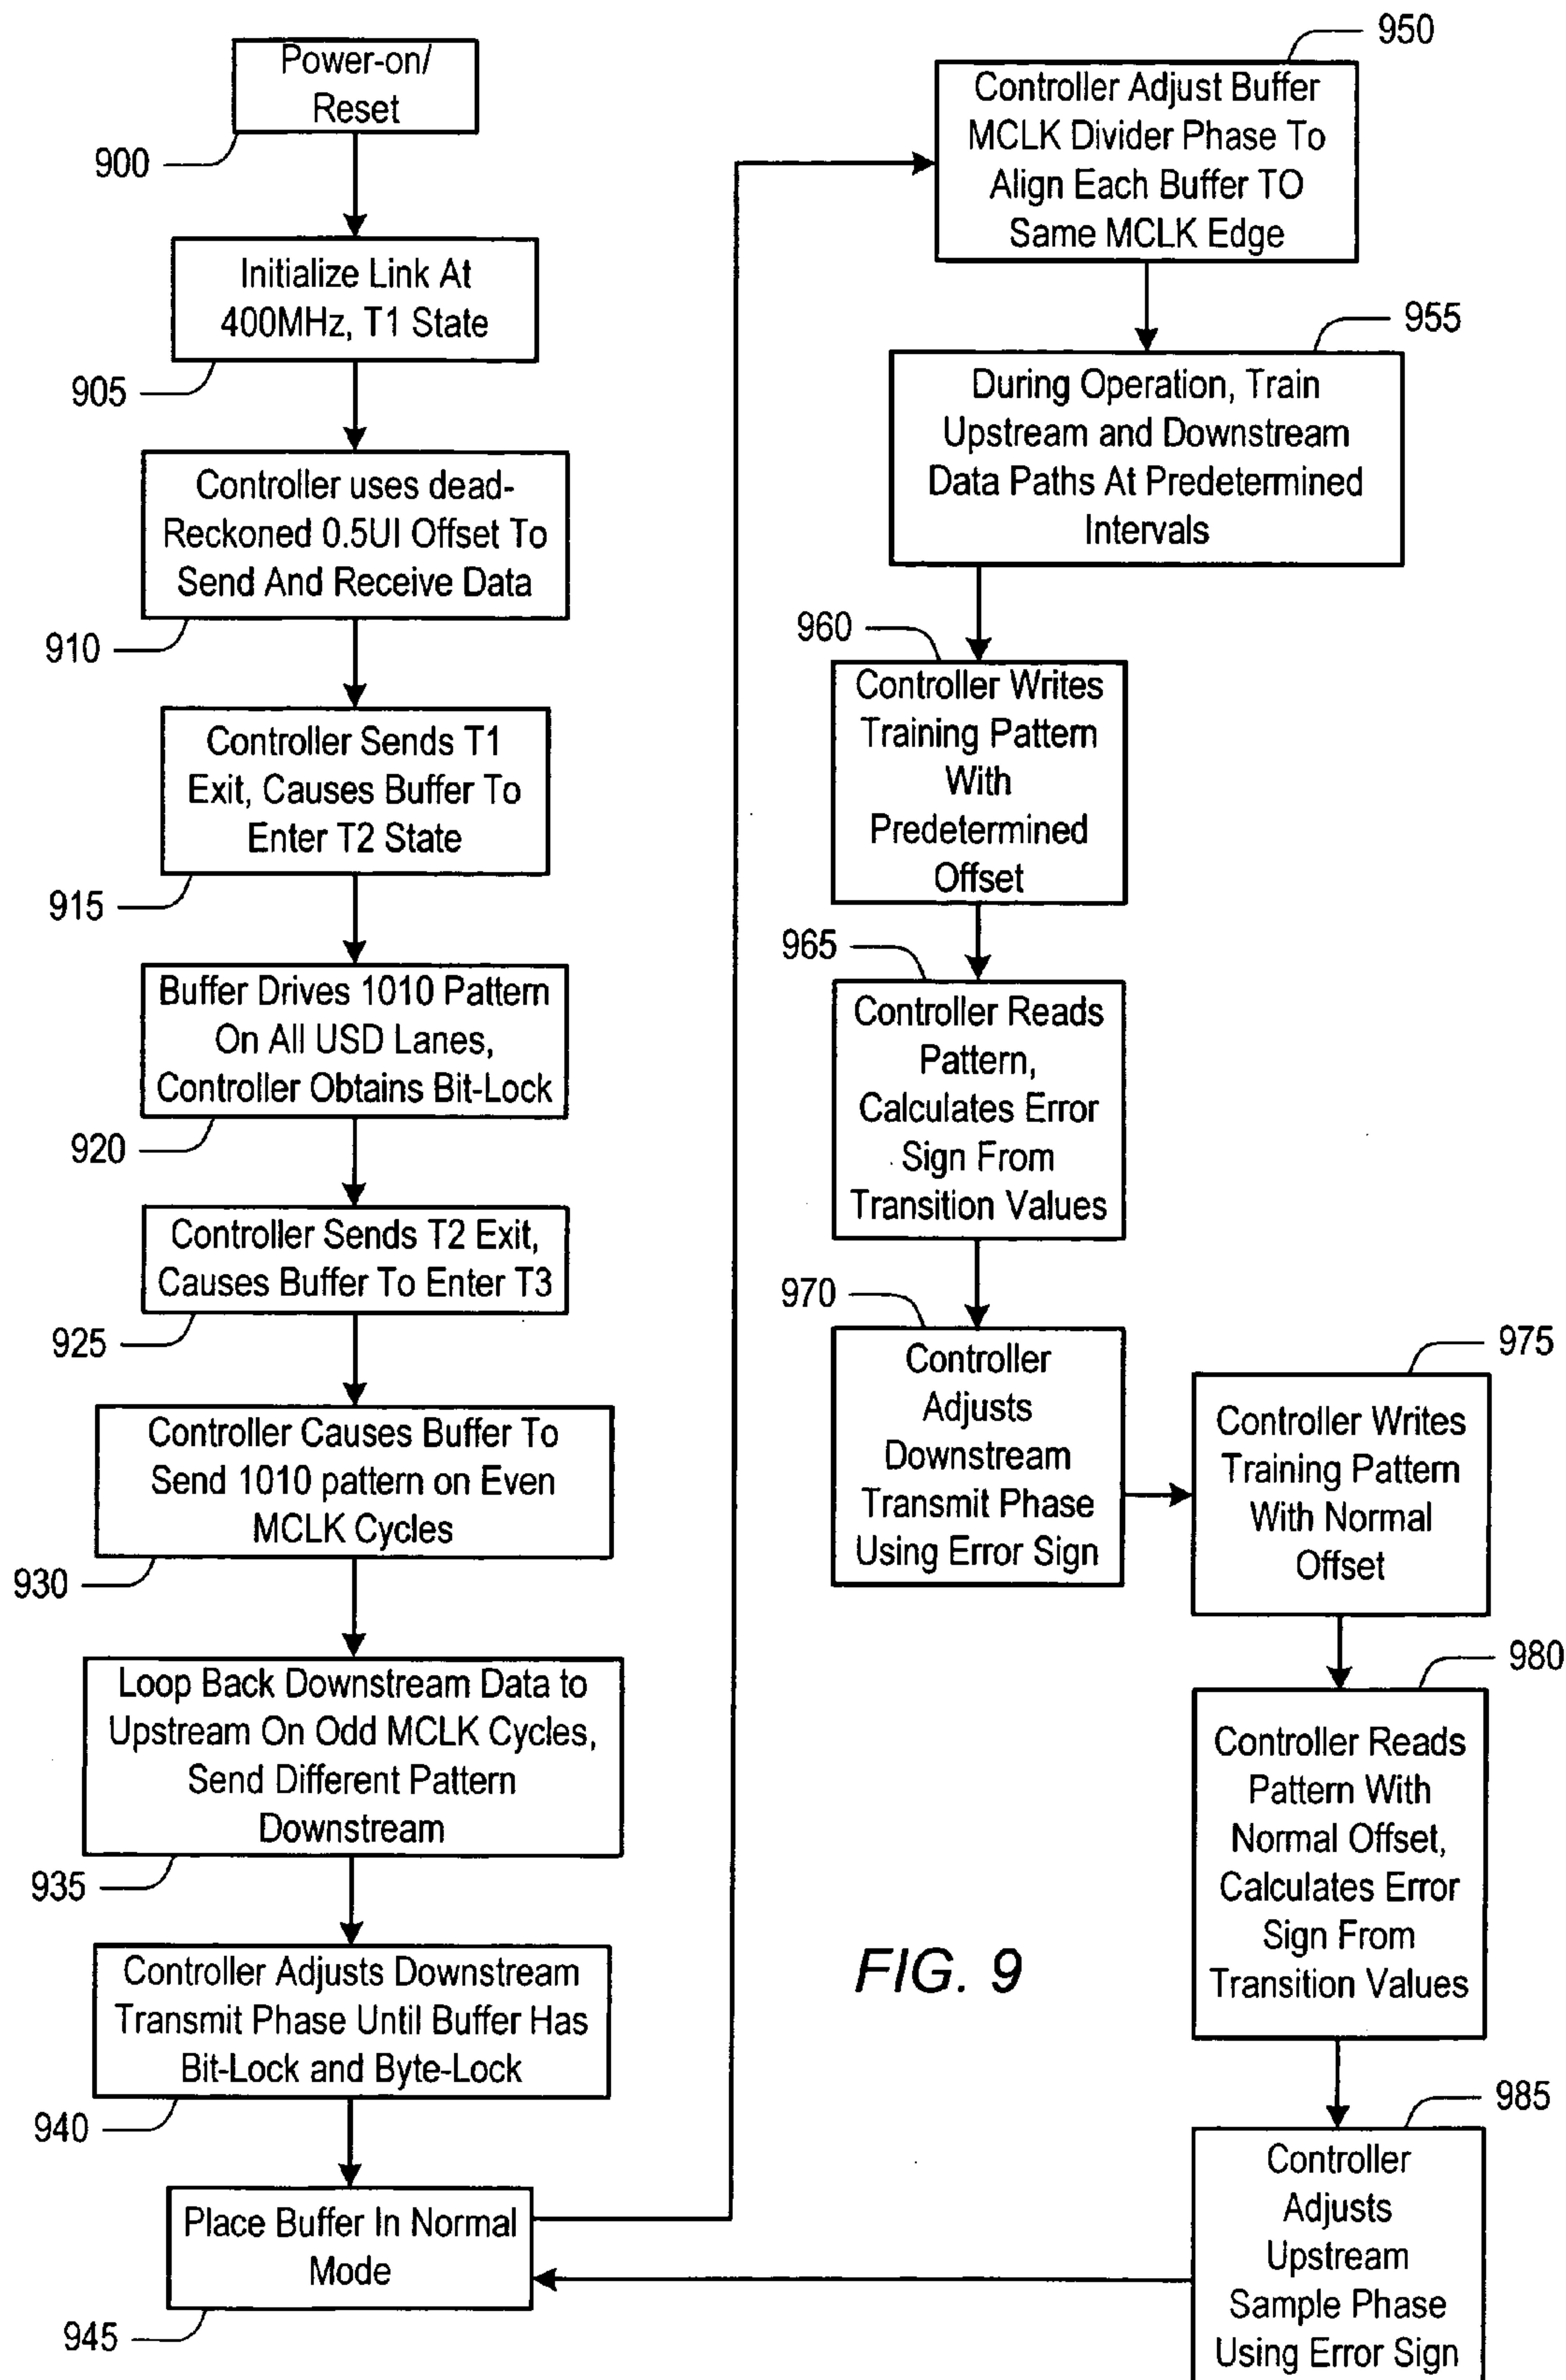 Power-on/
Reset
900
Initialize Link At
400MHz, T1 State
905
Controller uses dead-
Reckoned 0.5UI Offset To
Send And Receive Data
910
Controller Sends T1
Exit, Causes Buffer To
Enter T2 State
915
Buffer Drives 1010 Pattern
On All USD Lanes,
Controller Obtains Bit-Lock
920
Controller Sends T2 Exit,
Causes Buffer To Enter T3
925
Controller Causes Buffer To
Send 1010 pattern on Even
MCLK Cycles
930
Loop Back Downstream Data to
Upstream On Odd MCLK Cycles,
Send Different Pattern
Downstream
935
Controller Adjusts Downstream
Transmit Phase Until Buffer Has
Bit-Lock and Byte-Lock
940
Place Buffer In Normal
Mode
945
950
Controller Adjust Buffer
MCLK Divider Phase To
Align Each Buffer TO
Same MCLK Edge
955
During Operation, Train
Upstream and Downstream
Data Paths At Predetermined
Intervals
960
Controller Writes
Training Pattern
With
Predetermined
Offset
965
Controller Reads
Pattern,
Calculates Error
Sign From
Transition Values
970
Controller
Adjusts
Downstream
Transmit Phase
Using Error Sign
975
Controller Writes
Training Pattern
With Normal
Offset
980
Controller Reads
Pattern With
Normal Offset,
Calculates Error
Sign From
Transition Values
985
Controller
Adjusts
Upstream
Sample Phase
Using Error Sign
FIG. 9